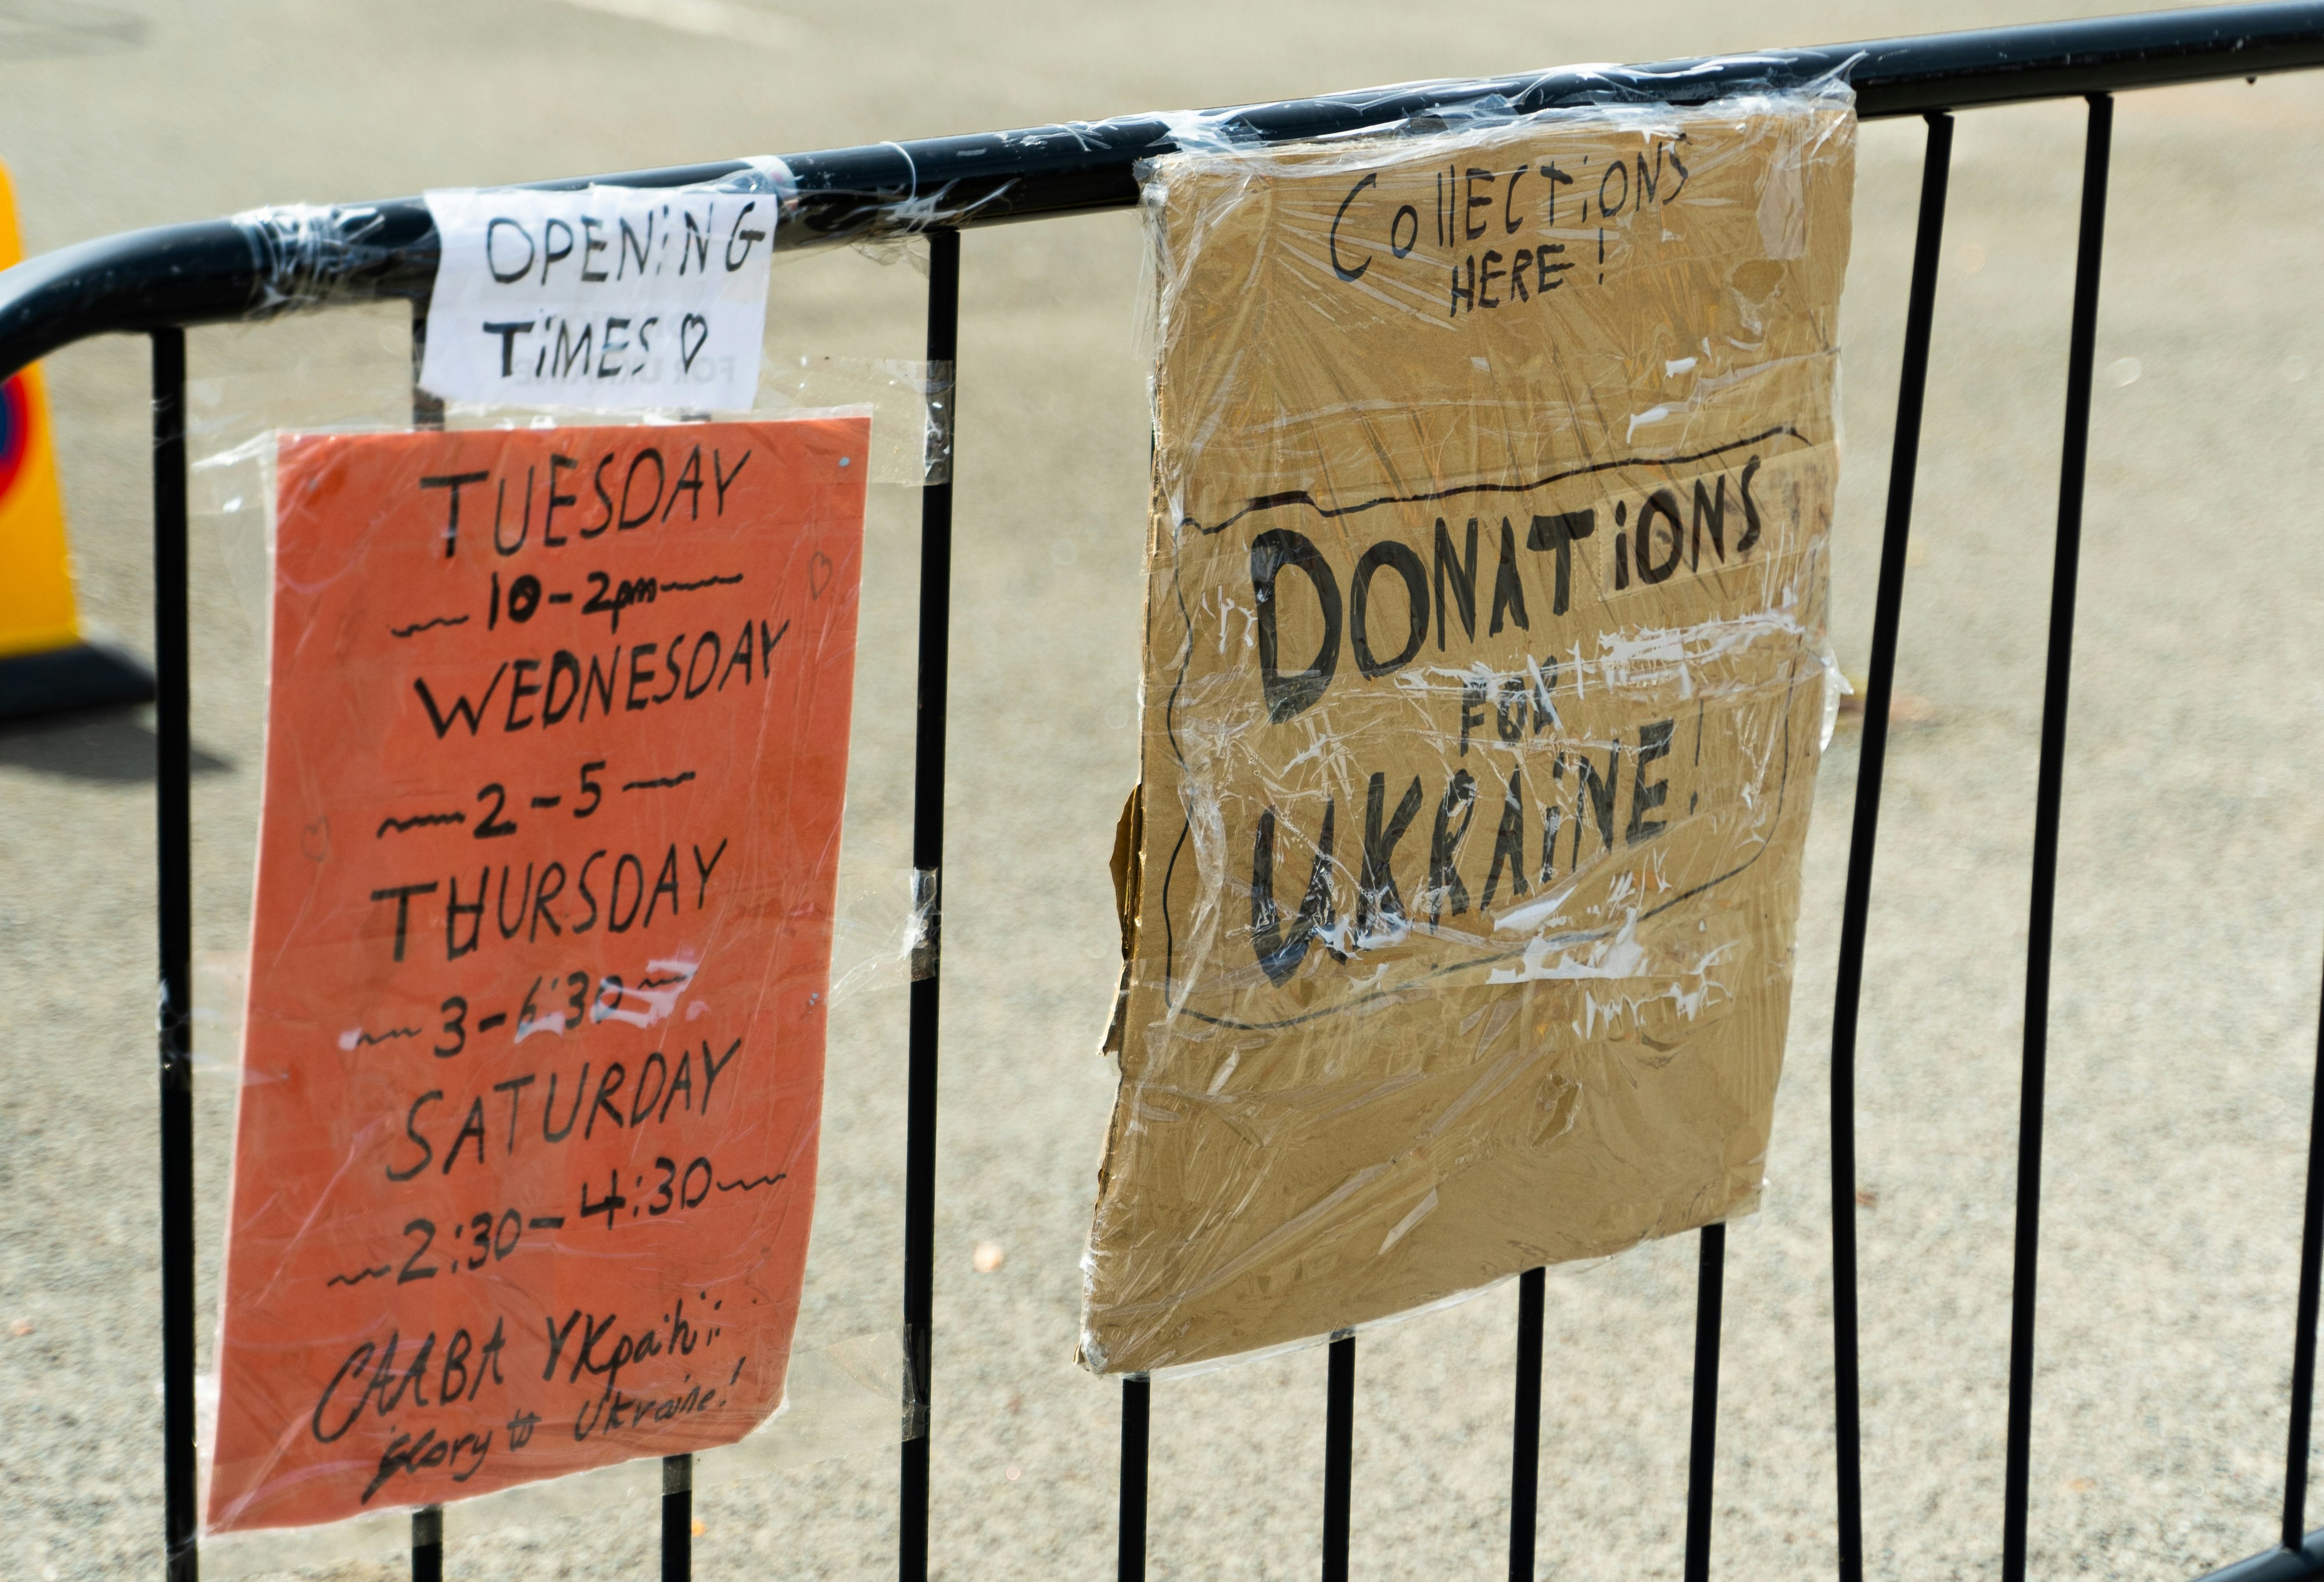 OPENiNG
TiMES ♡
TUESDAY
10-2pm
WEDNESDAY
2-5
THURSDAY
3-6:30
SATURDAY
2:30-4:30
СЛАВА УКраїні
glory to Ukraine!
COllECTiONS
HERE!
DONATiONS
FOR
UKRAiNE!